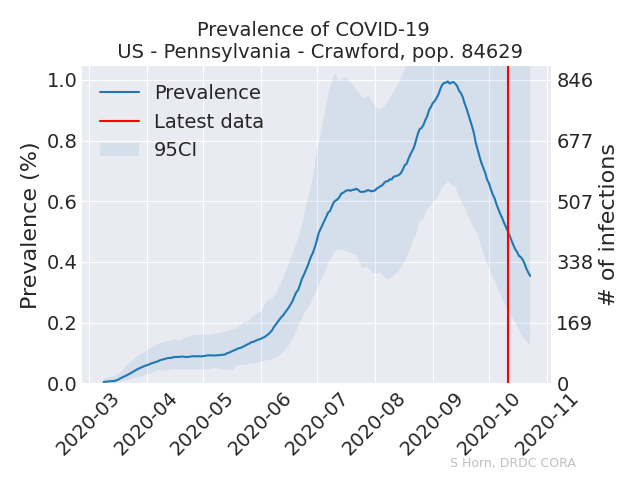 Prevalence of COVID-19
US - Pennsylvania - Crawford, pop. 84629
Prevalence
Latest data
95CI
Prevalence (%)
1.0
0.8
0.6
0.4
0.2
0.0
846
677
507
338
169
0
# of infections
2020-03
2020-04
2020-05
2020-06
2020-07
2020-08
2020-09
2020-10
2020-11
S Horn, DRDC CORA